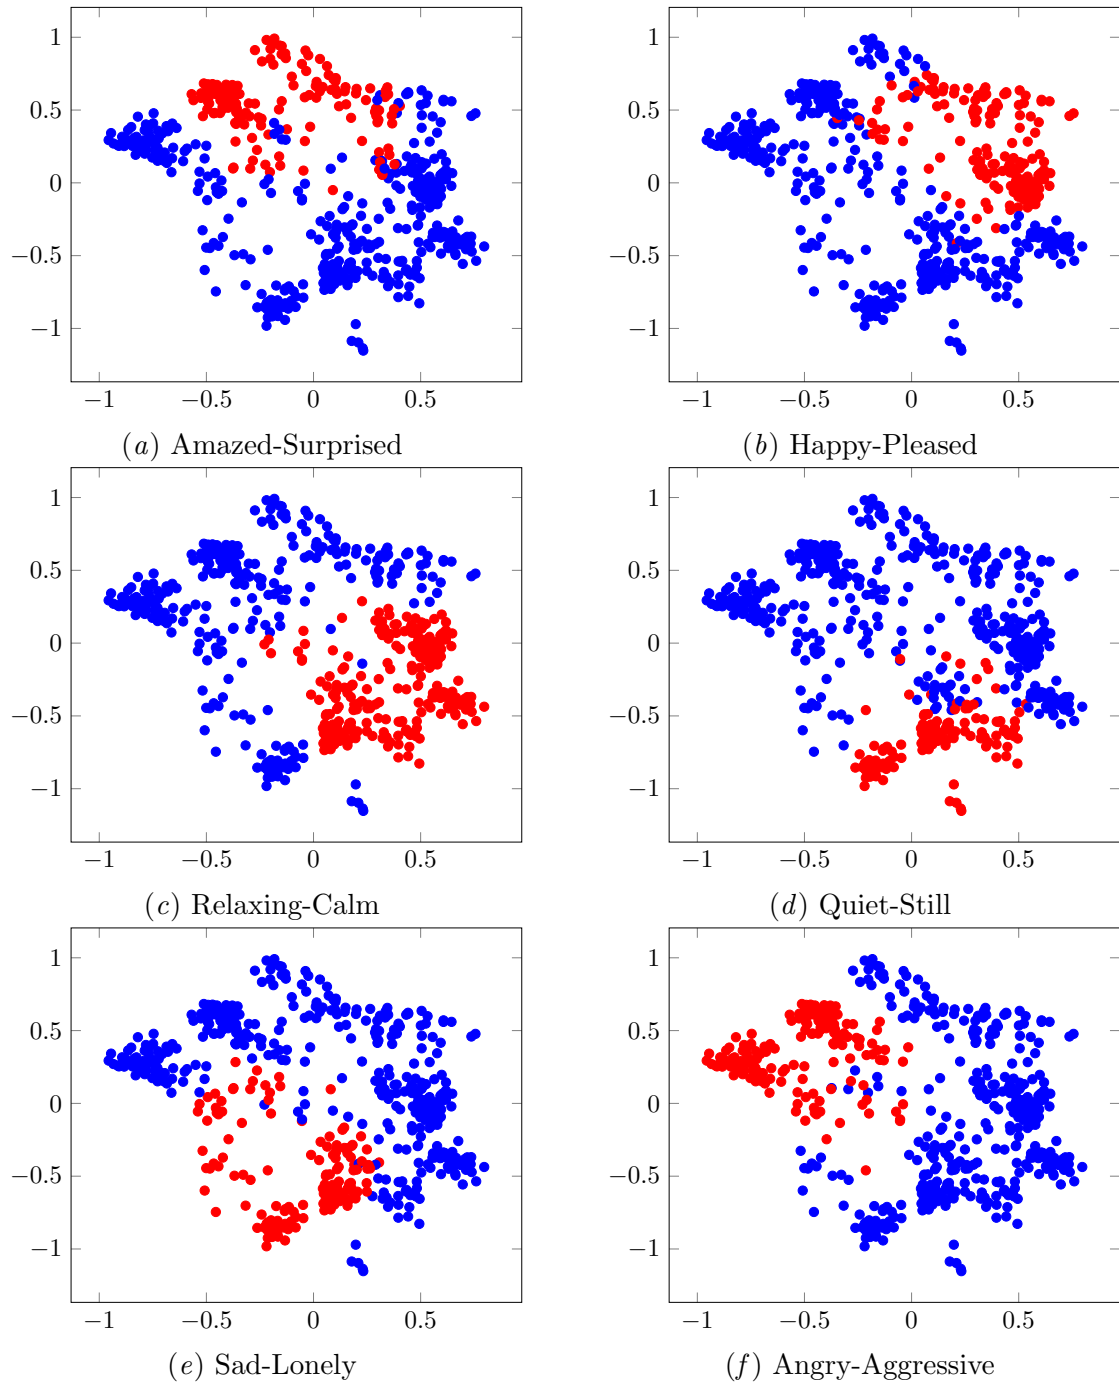 1
0.5
0
−0.5
−1
−1 −0.5 0 0.5
(a) Amazed-Surprised
1
0.5
0
−0.5
−1
−1 −0.5 0 0.5
(b) Happy-Pleased
1
0.5
0
−0.5
−1
−1 −0.5 0 0.5
(c) Relaxing-Calm
1
0.5
0
−0.5
−1
−1 −0.5 0 0.5
(d) Quiet-Still
1
0.5
0
−0.5
−1
−1 −0.5 0 0.5
(e) Sad-Lonely
1
0.5
0
−0.5
−1
−1 −0.5 0 0.5
(f) Angry-Aggressive